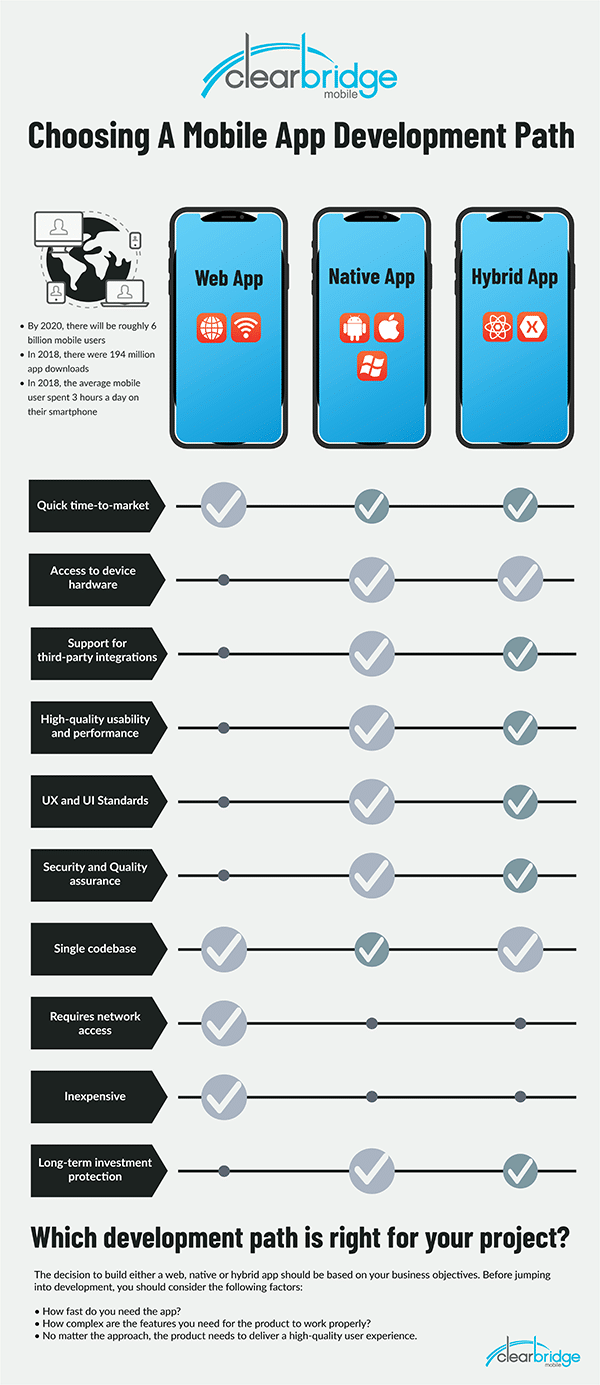 clearbridge
mobile
Choosing A Mobile App Development Path
Web App
Native App
Hybrid App
• By 2020, there will be roughly 6
billion mobile users
• In 2018, there were 194 million
app downloads
• In 2018, the average mobile
user spent 3 hours a day on
their smartphone
Quick time-to-market
Access to device
hardware
Support for
third-party integrations
High-quality usability
and performance
UX and UI Standards
Security and Quality
assurance
Single codebase
Requires network
access
Inexpensive
Long-term investment
protection
Which development path is right for your project?
The decision to build either a web, native or hybrid app should be based on your business objectives. Before jumping
into development, you should consider the following factors:
• How fast do you need the app?
• How complex are the features you need for the product to work properly?
• No matter the approach, the product needs to deliver a high-quality user experience.
clearbridge
mobile